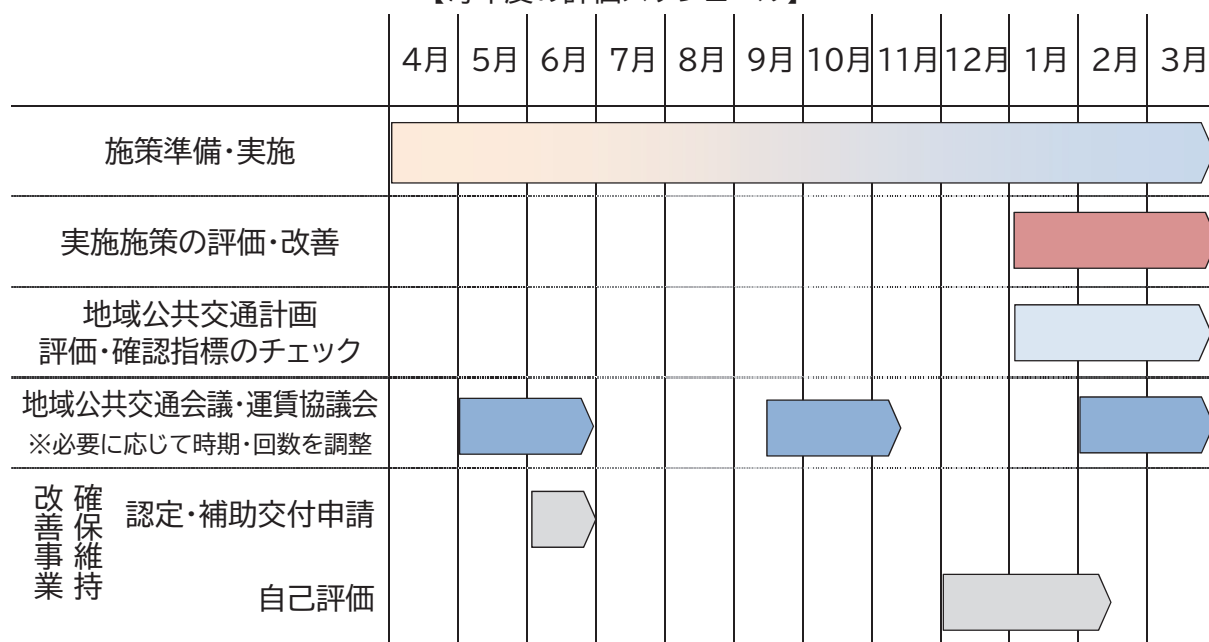 4月 5月 6月 7月 8月 9月 10月 11月 12月 1月 2月 3月
施策準備・実施
実施施策の評価・改善
地域公共交通計画
評価・確認指標のチェック
地域公共交通会議・運賃協議会
※必要に応じて時期・回数を調整
確保維持
改善事業
認定・補助交付申請
自己評価